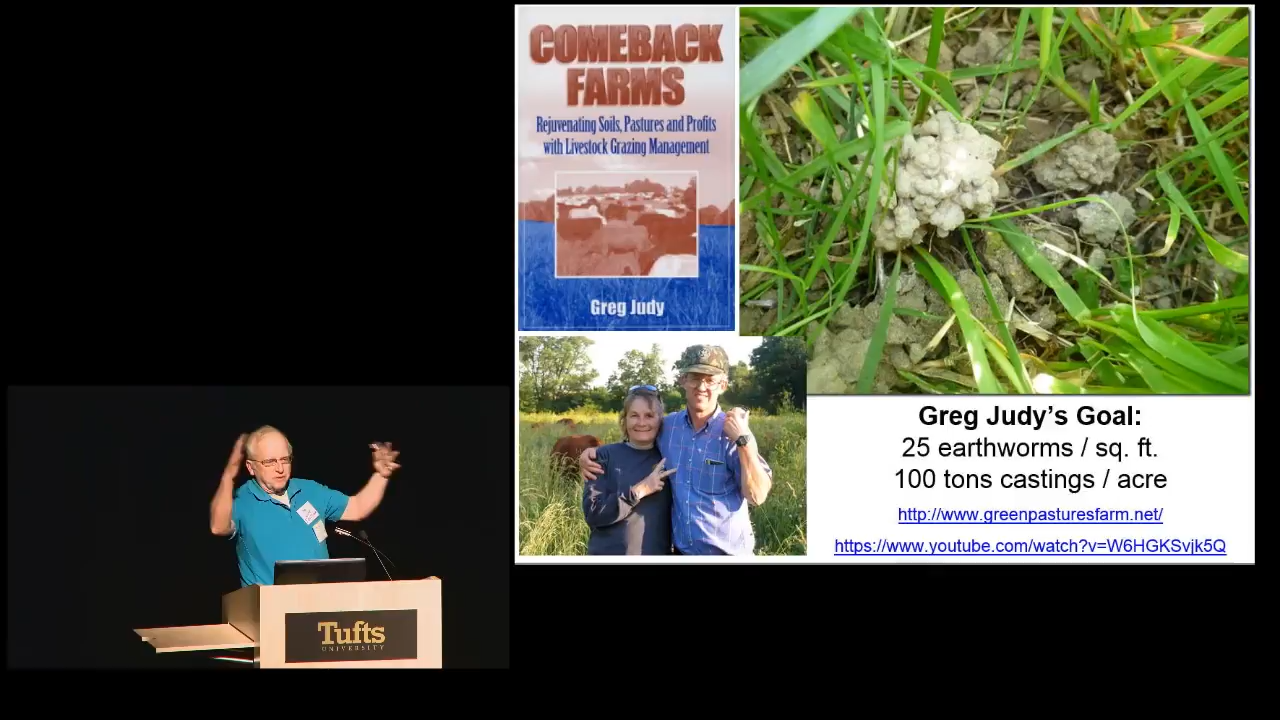 COMEBACK
FARMS
Rejuvenating Soils, Pastures and Profits
with Livestock Grazing Management
Greg Judy
Greg Judy's Goal:
25 earthworms / sq. ft.
100 tons castings / acre
http://www.greenpasturesfarm.net/
https://www.youtube.com/watch?v=W6HGKSvjk5Q
Tufts
UNIVERSITY